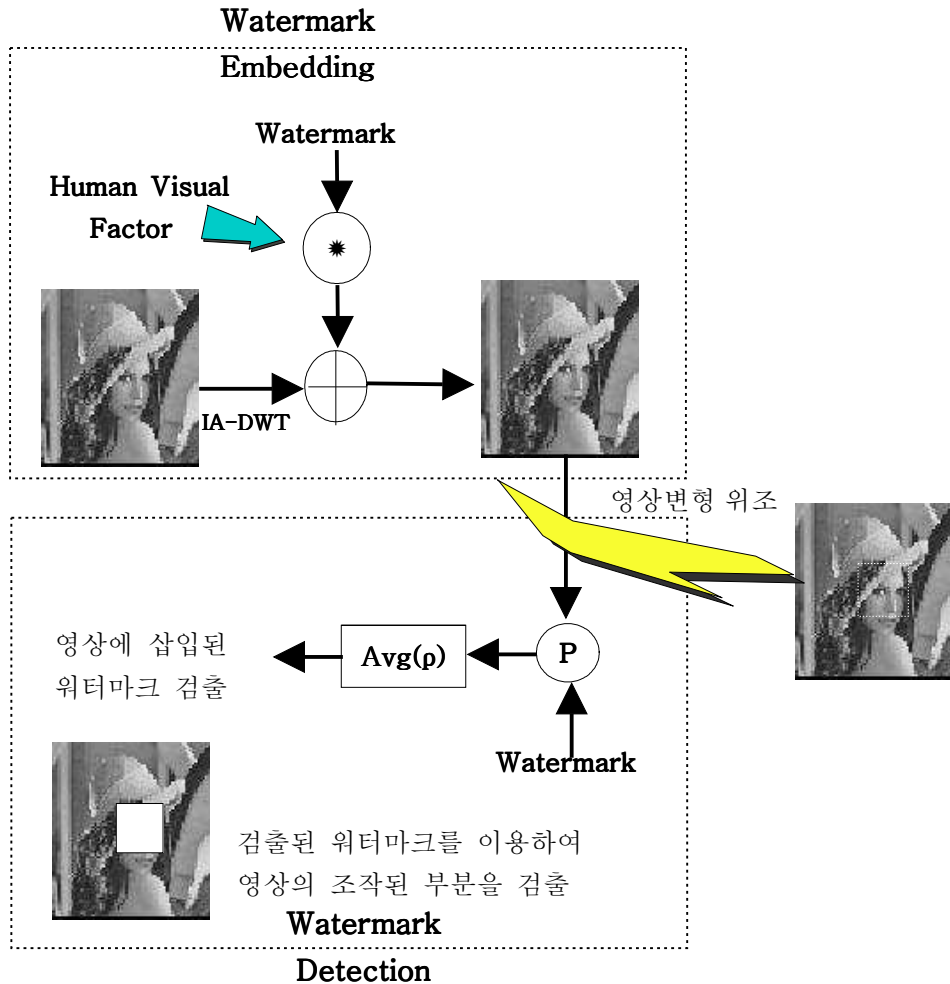 Watermark
Embedding
Watermark
Human Visual
Factor
IA-DWT
영상변형 위조
영상에 삽입된
워터마크 검출
Avg(ρ)
P
Watermark
검출된 워터마크를 이용하여
영상의 조작된 부분을 검출
Watermark
Detection